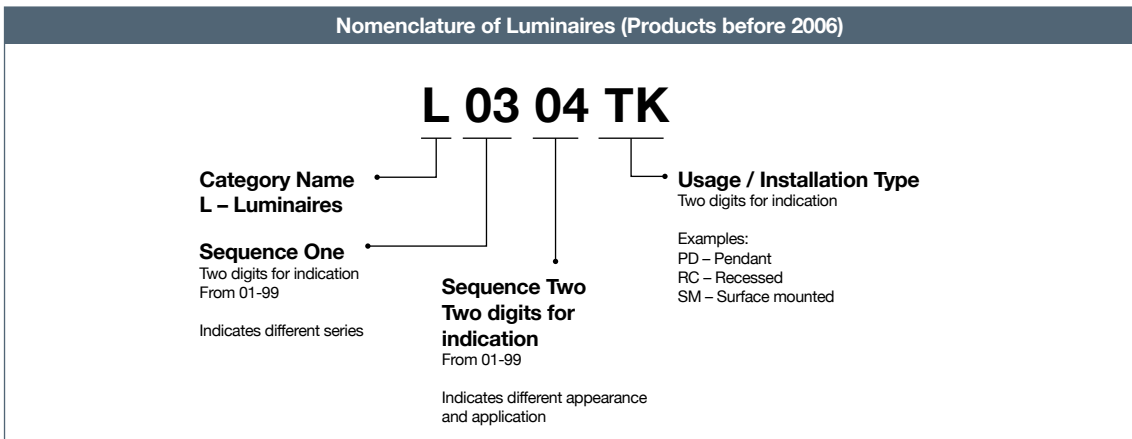 Nomenclature of Luminaires (Products before 2006)
L 03 04 TK
Category Name
L – Luminaires
Sequence One
Two digits for indication
From 01-99
Indicates different series
Sequence Two
Two digits for
indication
From 01-99
Indicates different appearance
and application
Usage / Installation Type
Two digits for indication
Examples:
PD – Pendant
RC – Recessed
SM – Surface mounted